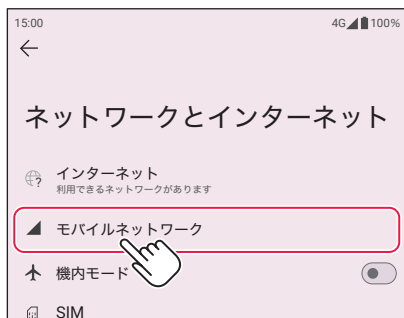 15:00 4G 100%
ネットワークとインターネット
インターネット
利用できるネットワークがあります
モバイルネットワーク
機内モード
SIM